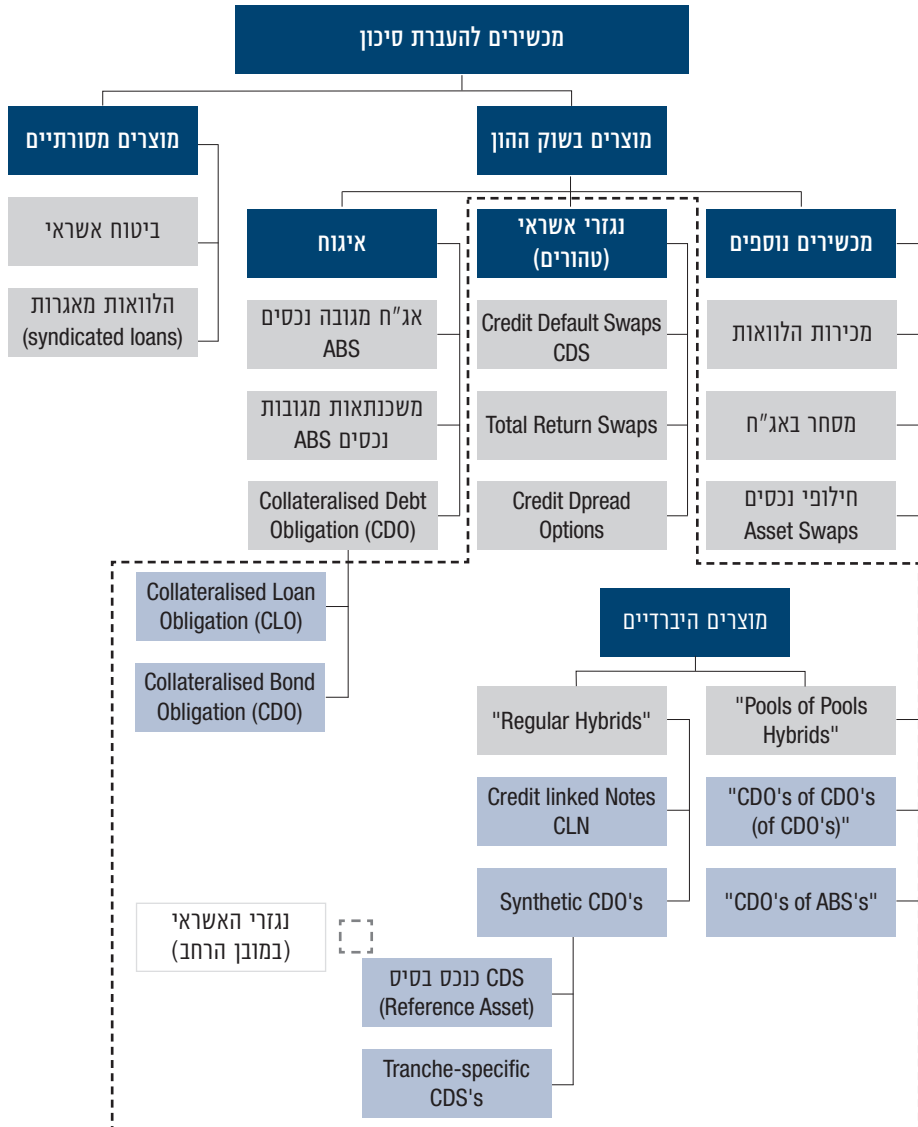 מכשירים להעברת סיכון
מוצרים מסורתיים
מוצרים בשוק ההון
ביטוח אשראי
הלוואות מאגרות
(syndicated loans)
איגוח
אג"ח מגובה נכסים
ABS
משכנתאות מגובות
נכסים ABS
Collateralised Debt
Obligation (CDO)
נגזרי אשראי
(טהורים)
Credit Default Swaps
CDS
Total Return Swaps
Credit Dpread
Options
מכשירים נוספים
מכירות הלוואות
מסחר באג"ח
חילופי נכסים
Asset Swaps
Collateralised Loan
Obligation (CLO)
Collateralised Bond
Obligation (CDO)
מוצרים היברדיים
"Regular Hybrids"
Credit linked Notes
CLN
Synthetic CDO's
"Pools of Pools
Hybrids"
"CDO's of CDO's
(of CDO's)"
"CDO's of ABS's"
CDS כנכס בסיס
(Reference Asset)
Tranche-specific
CDS's
נגזרי האשראי
(במובן הרחב)